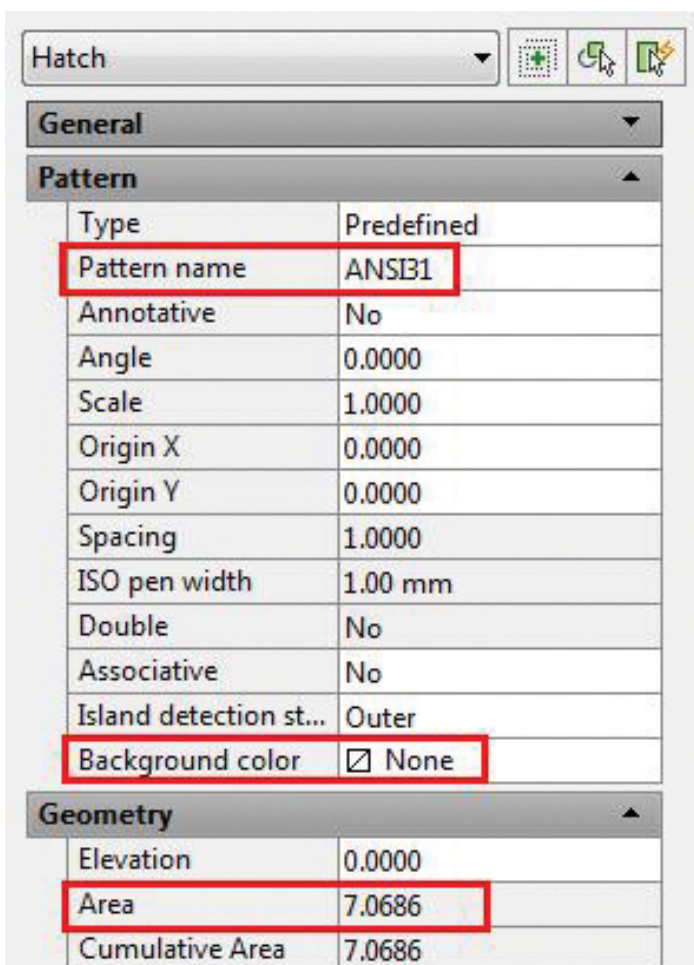 Hatch
General
Pattern
Type Predefined
Pattern name ANSI31
Annotative No
Angle 0.0000
Scale 1.0000
Origin X 0.0000
Origin Y 0.0000
Spacing 1.0000
ISO pen width 1.00 mm
Double No
Associative No
Island detection st... Outer
Background color None
Geometry
Elevation 0.0000
Area 7.0686
Cumulative Area 7.0686